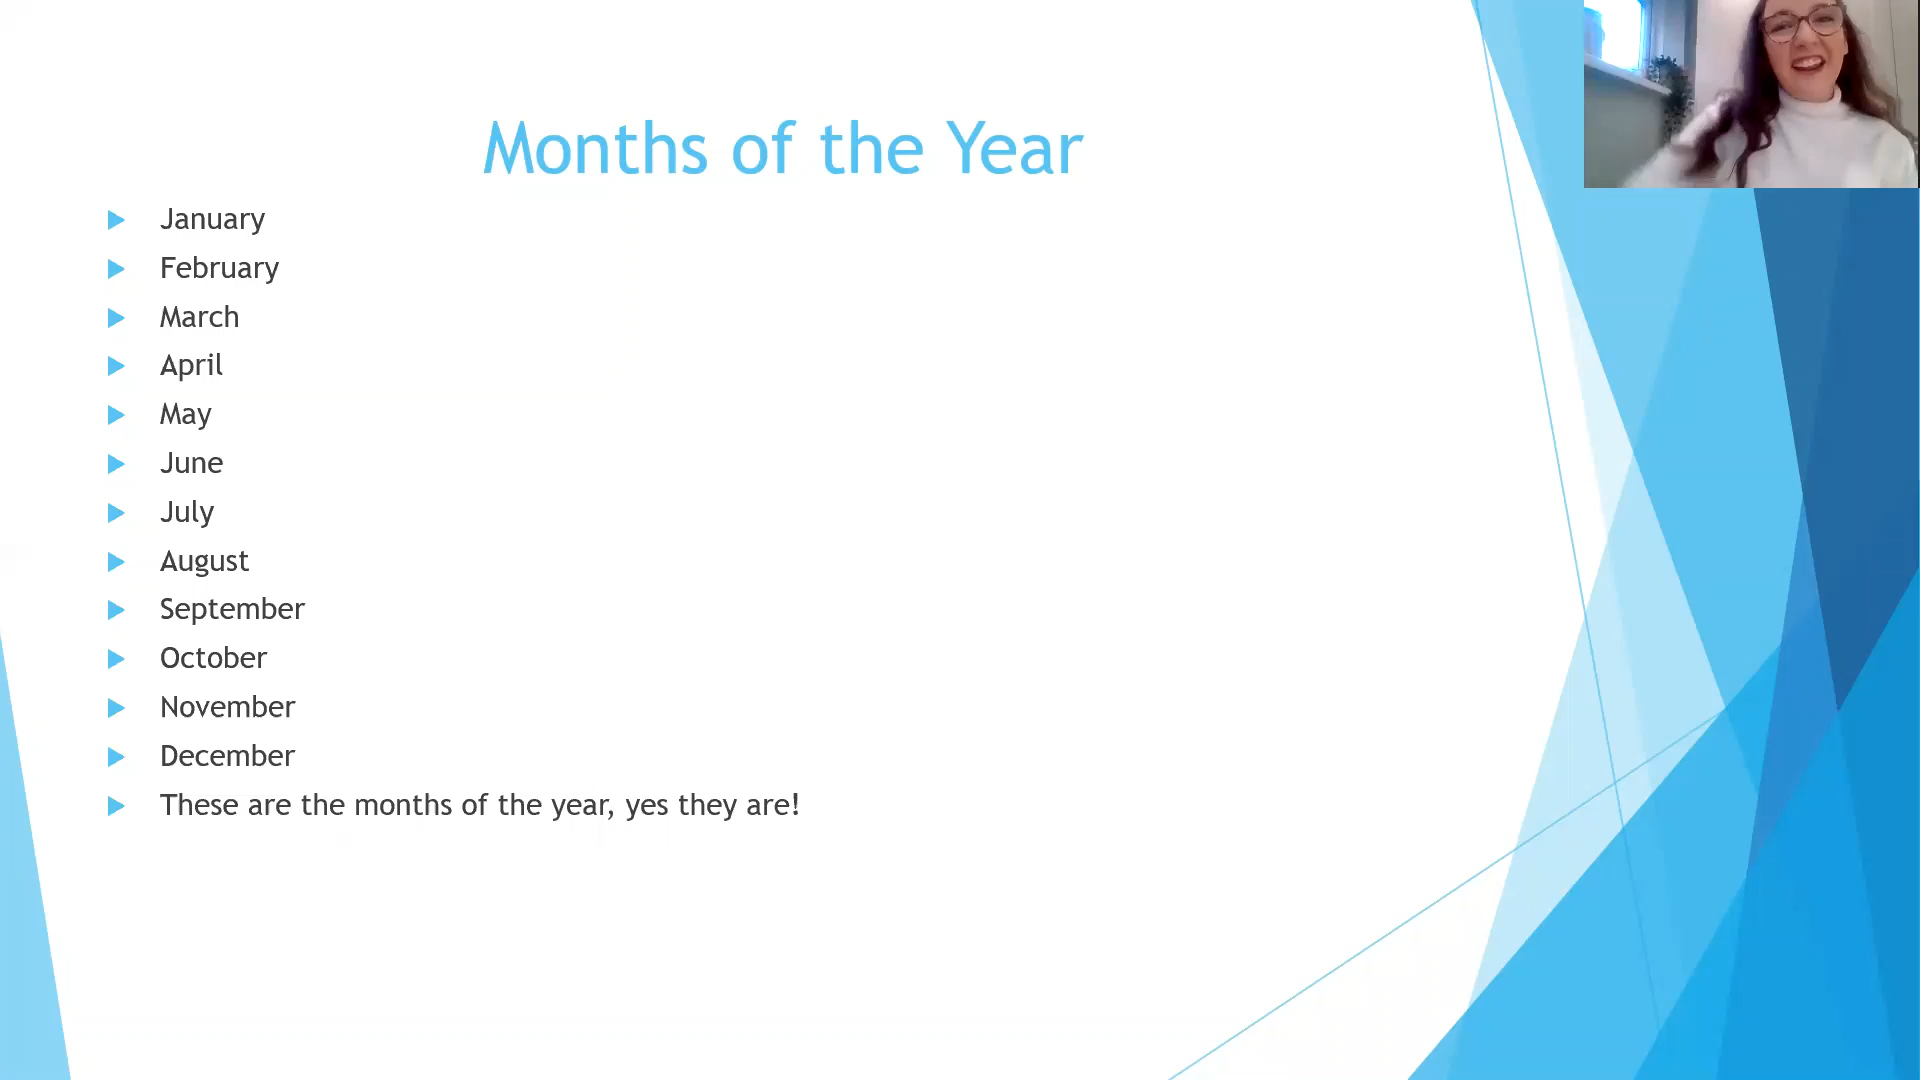 Months of the Year
January
February
March
April
May
June
July
August
September
October
November
December
These are the months of the year, yes they are!